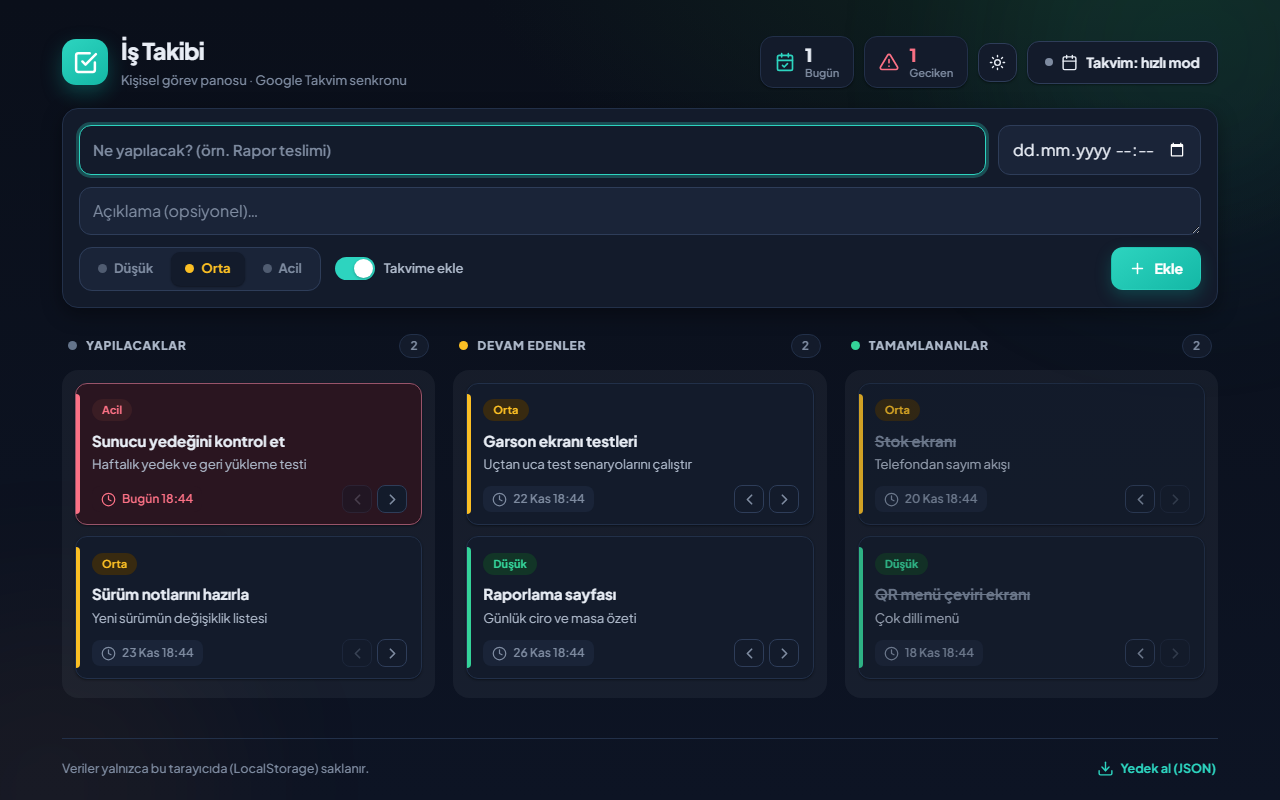 İş Takibi
Kişisel görev panosu · Google Takvim senkronu
1
Bugün
1
Geciken
Takvim: hızlı mod
Ne yapılacak? (örn. Rapor teslimi)
dd.mm.yyyy --:--
Açıklama (opsiyonel)...
Düşük
Orta
Acil
Takvime ekle
+ Ekle
YAPILACAKLAR
2
Acil
Sunucu yedeğini kontrol et
Haftalık yedek ve geri yükleme testi
Bugün 18:44
Orta
Sürüm notlarını hazırla
Yeni sürümün değişiklik listesi
23 Kas 18:44
DEVAM EDENLER
2
Orta
Garson ekranı testleri
Uçtan uca test senaryolarını çalıştır
22 Kas 18:44
Düşük
Raporlama sayfası
Günlük ciro ve masa özeti
26 Kas 18:44
TAMAMLANANLAR
2
Orta
Stok ekranı
Telefondan sayım akışı
20 Kas 18:44
Düşük
QR menü çeviri ekranı
Çok dilli menü
18 Kas 18:44
Veriler yalnızca bu tarayıcıda (LocalStorage) saklanır.
Yedek al (JSON)